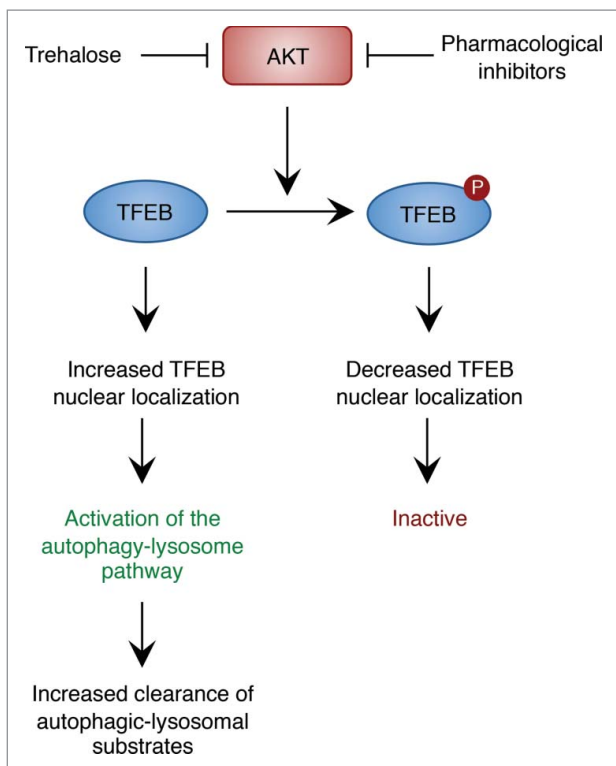 Trehalose
AKT
Pharmacological
inhibitors
TFEB
TFEB
P
Increased TFEB
nuclear localization
Decreased TFEB
nuclear localization
Activation of the
autophagy-lysosome
pathway
Inactive
Increased clearance of
autophagic-lysosomal
substrates